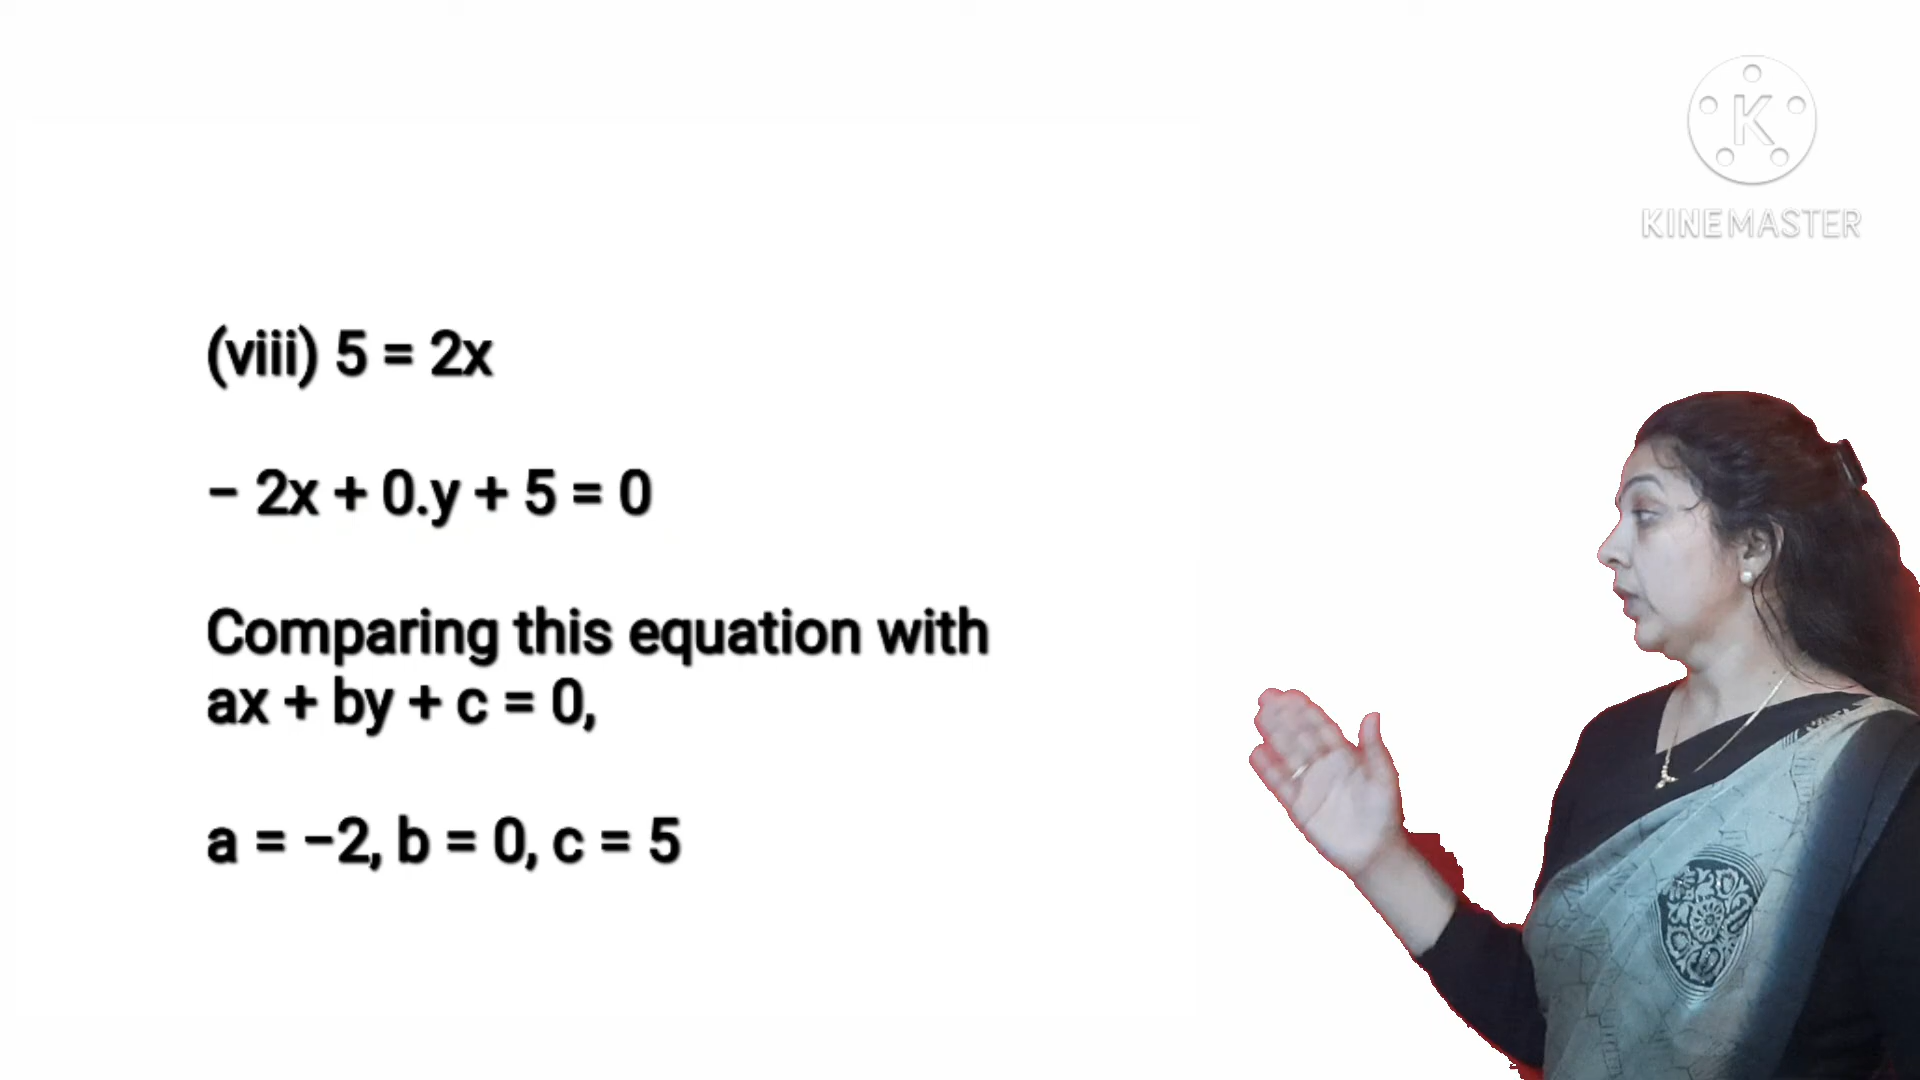 K
KINEMASTER
(viii) 5 = 2x
− 2x + 0.y + 5 = 0
Comparing this equation with
ax + by + c = 0,
a = −2, b = 0, c = 5